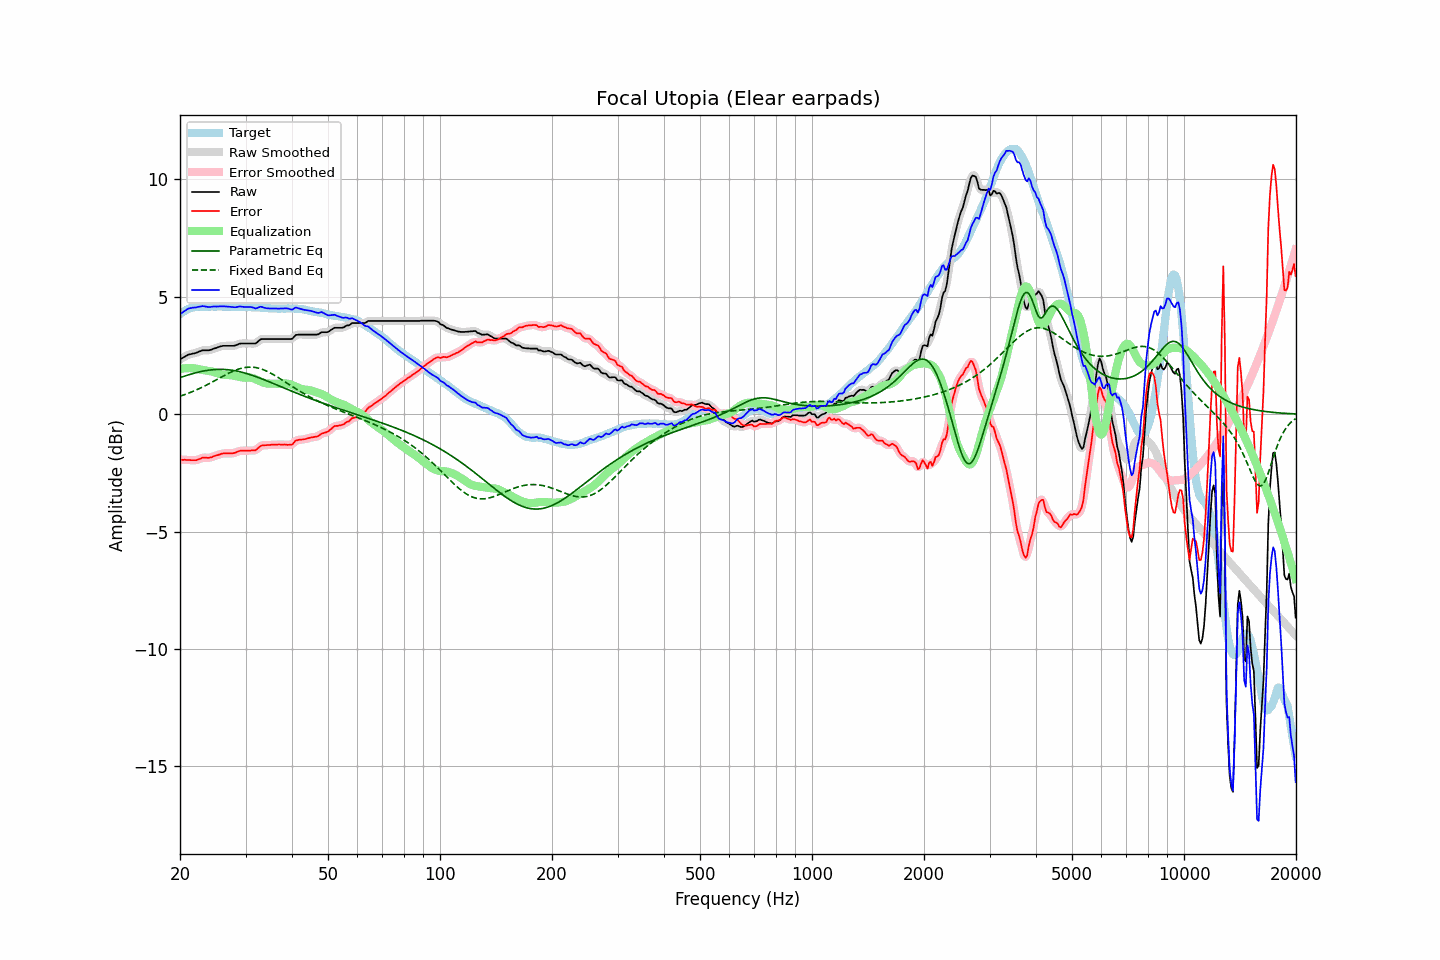 Focal Utopia (Elear earpads)
Target
Raw Smoothed
Error Smoothed
Raw
Error
Equalization
Parametric Eq
Fixed Band Eq
Equalized
10
5
0
−5
−10
−15
Amplitude (dBr)
20 50 100 200 500 1000 2000 5000 10000 20000
Frequency (Hz)